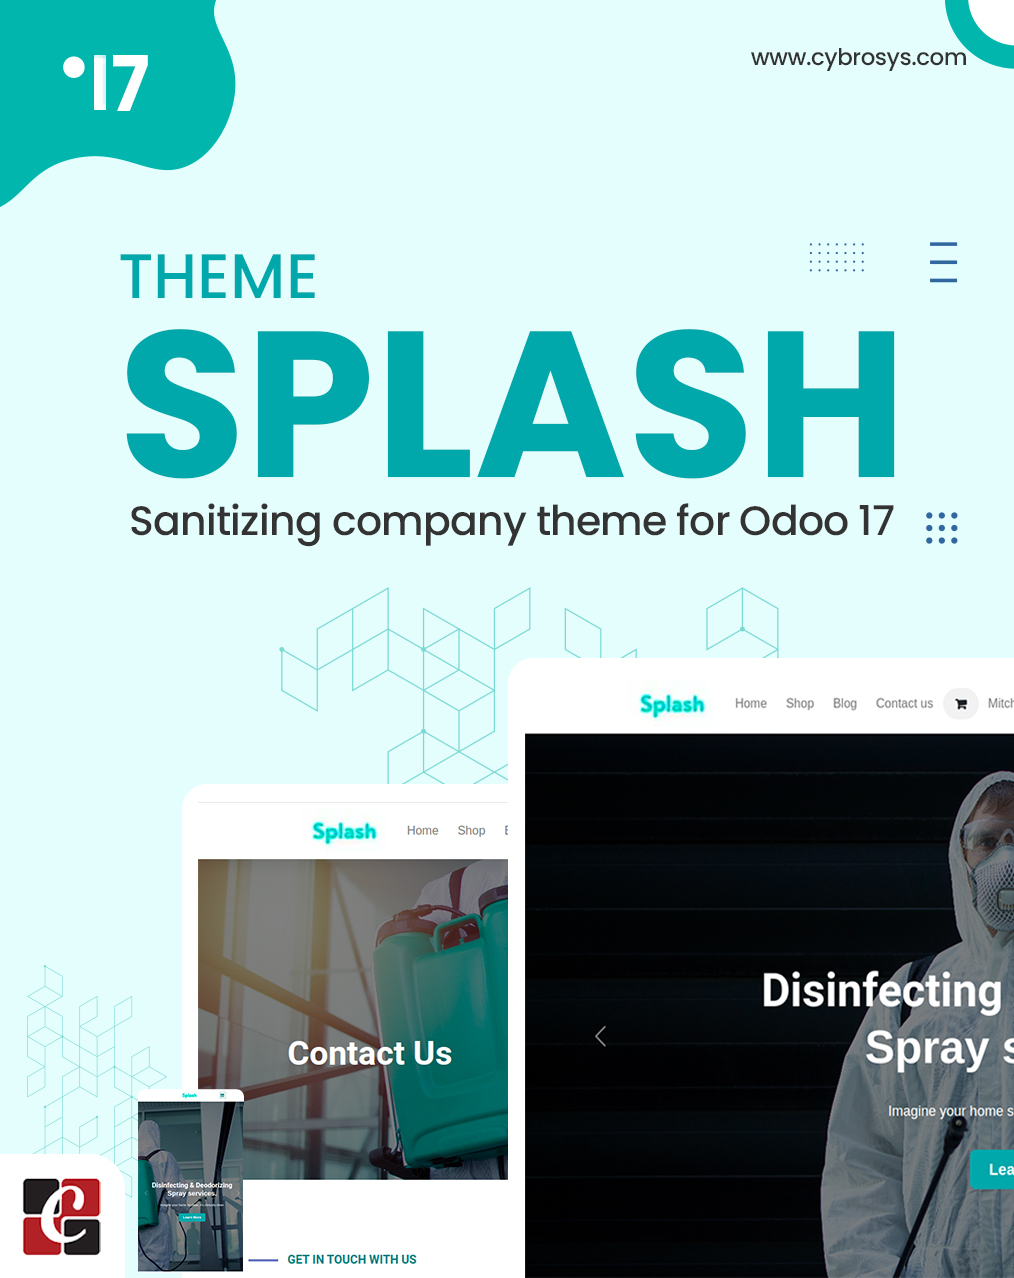 17
www.cybrosys.com
THEME
SPLASH
Sanitizing company theme for Odoo 17
Splash Home Shop Blog Contact us Mitch
Splash Home Shop
Disinfecting
Spray s
Contact Us
Imagine your home s
Lea
Splash
Disinfecting & Deodorizing
Spray services.
Learn More
GET IN TOUCH WITH US
C